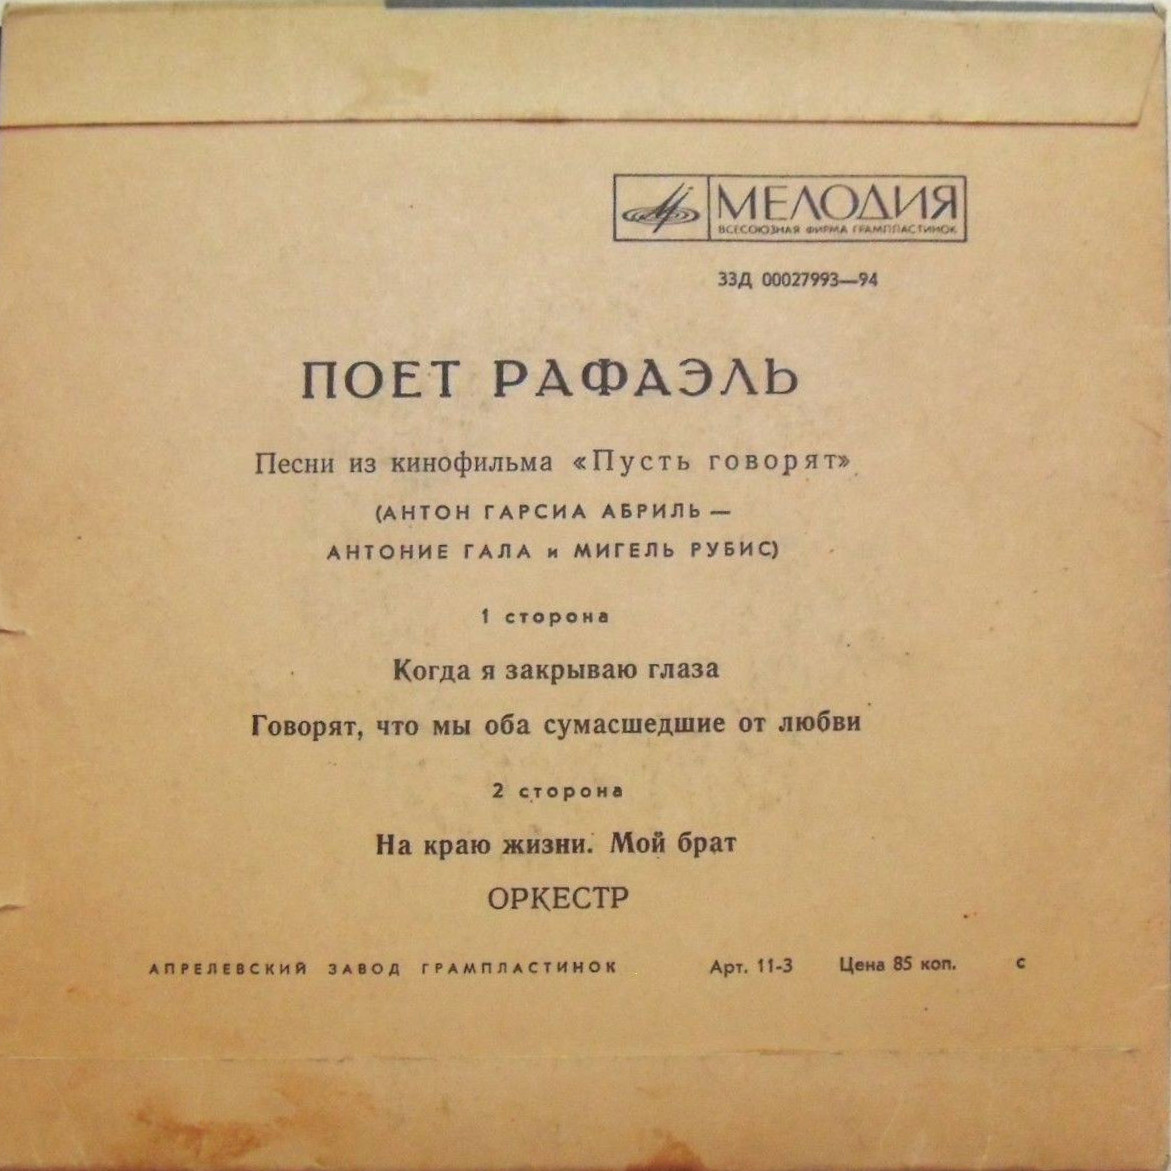 МЕЛОДИЯ
ВСЕСОЮЗНАЯ ФИРМА ГРАМПЛАСТИНОК
33Д 00027993—94
ПОЕТ РАФАЭЛЬ
Песни из кинофильма «Пусть говорят»
(АНТОН ГАРСИА АБРИЛЬ —
АНТОНИЕ ГАЛА и МИГЕЛЬ РУБИС)
1 сторона
Когда я закрываю глаза
Говорят, что мы оба сумасшедшие от любви
2 сторона
На краю жизни. Мой брат
ОРКЕСТР
АПРЕЛЕВСКИЙ ЗАВОД ГРАМПЛАСТИНОК Арт. 11-3 Цена 85 коп. с